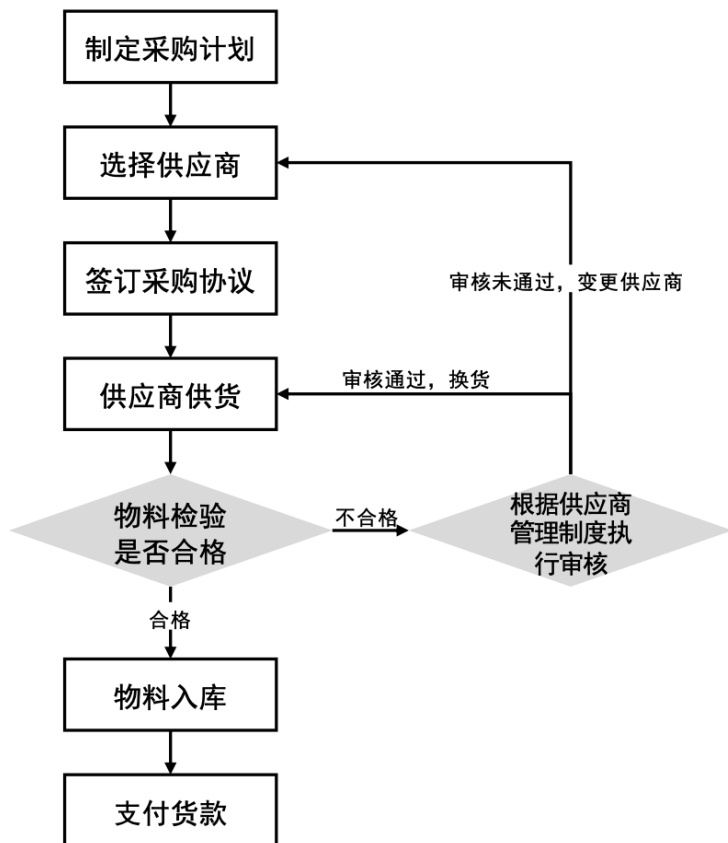 制定采购计划
选择供应商
签订采购协议
审核未通过，变更供应商
供应商供货
审核通过，换货
物料检验
是否合格
不合格
根据供应商
管理制度执
行审核
合格
物料入库
支付货款